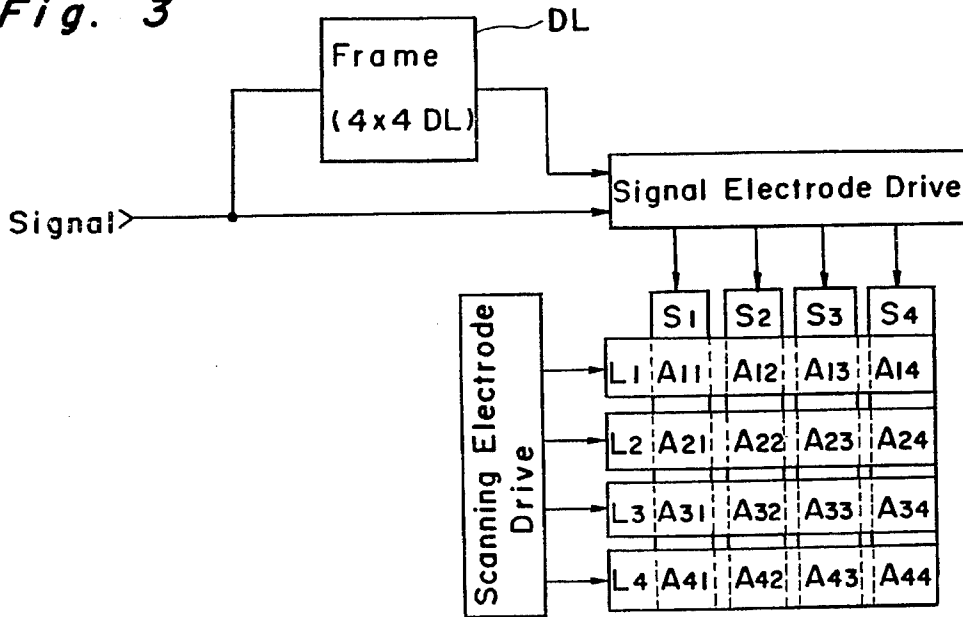 Fig. 3
DL
Frame
(4x4 DL)
Signal
Signal Electrode Drive
Scanning Electrode
Drive
S1 S2 S3 S4
L1 A11 A12 A13 A14
L2 A21 A22 A23 A24
L3 A31 A32 A33 A34
L4 A41 A42 A43 A44